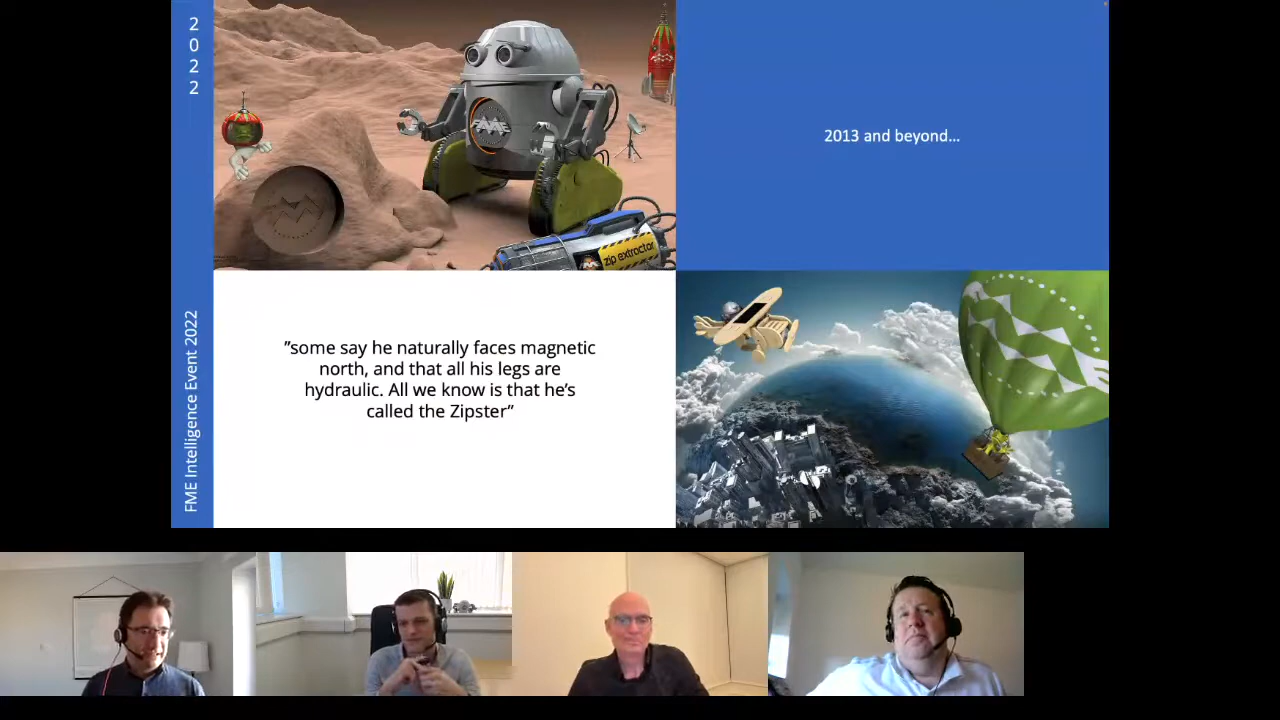 2
0
2
2
FME Intelligence Event 2022
FME
zip extractor
2013 and beyond...
"some say he naturally faces magnetic
north, and that all his legs are
hydraulic. All we know is that he's
called the Zipster"